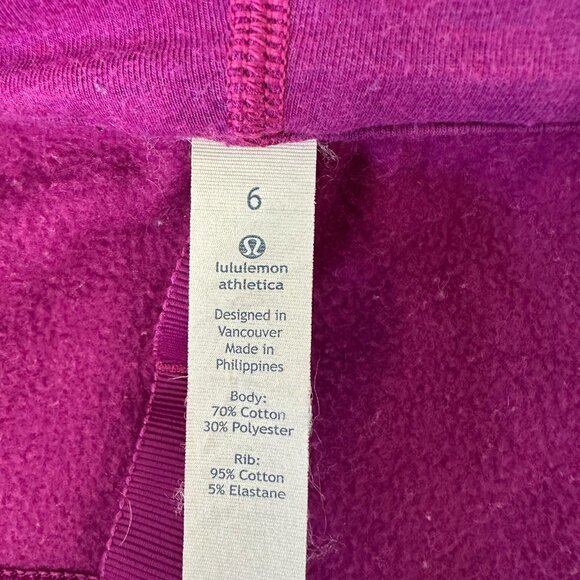 6
lululemon
athletica
Designed in
Vancouver
Made in
Philippines
Body:
70% Cotton
30% Polyester
Rib:
95% Cotton
5% Elastane